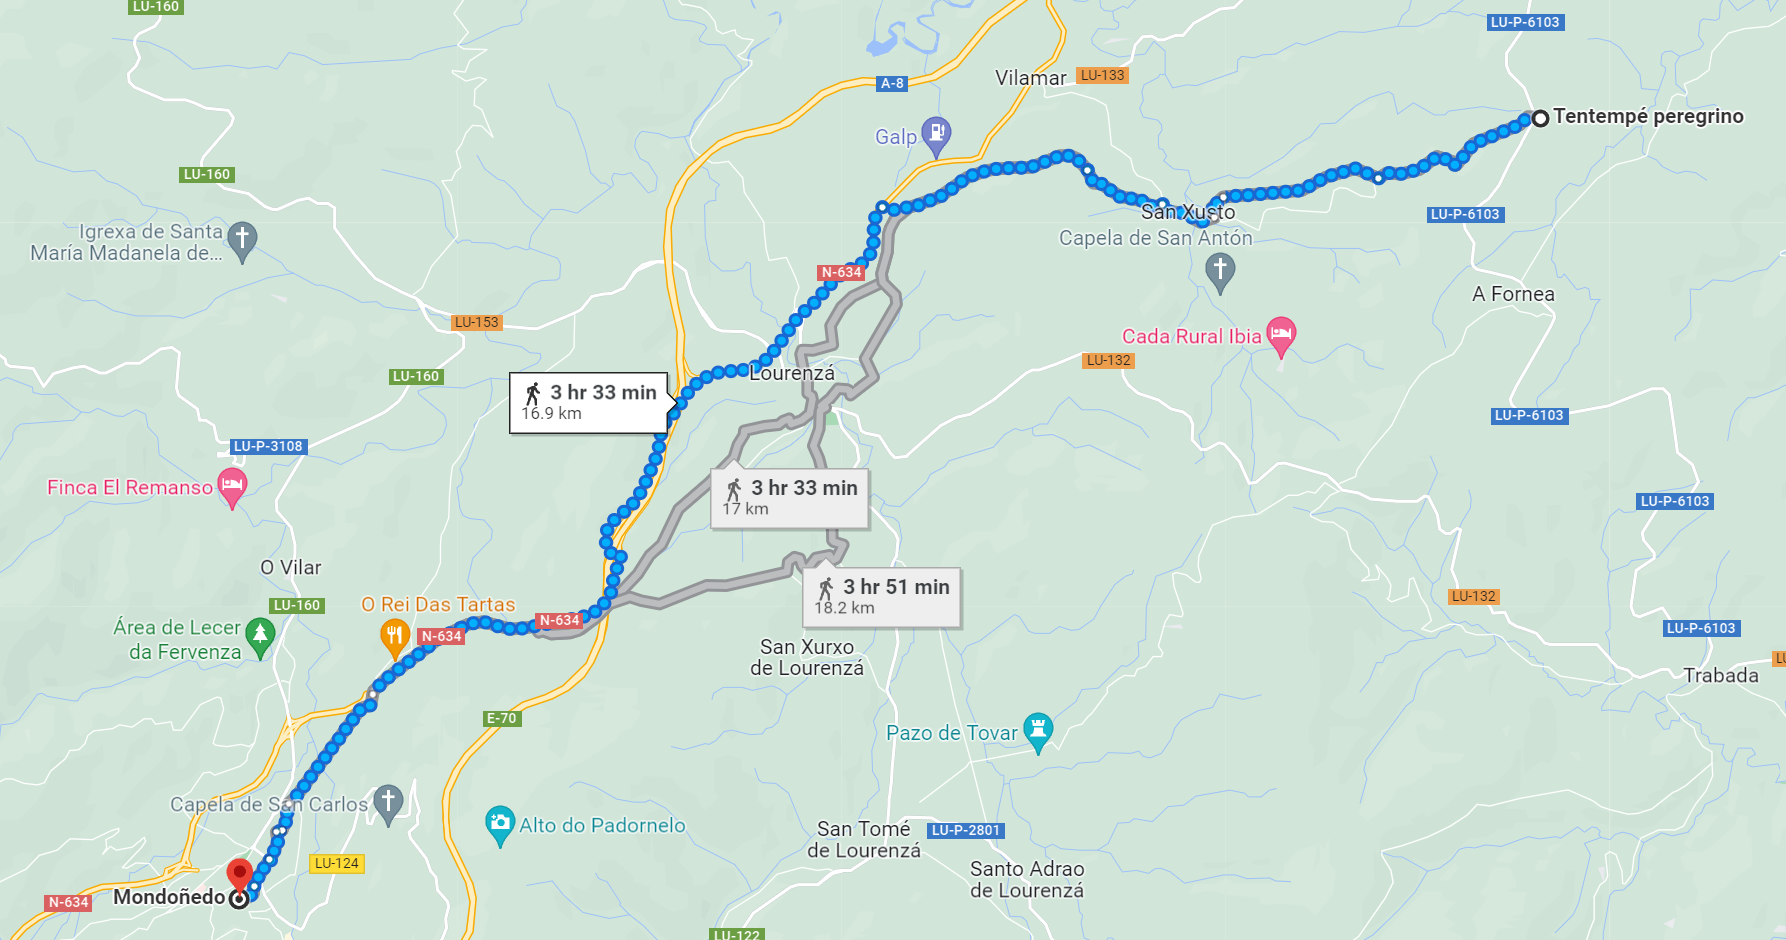 LU-160
LU-P-6103
Vilamar
LU-133
A-8
Tentempé peregrino
Galp
LU-160
San Xusto
LU-P-6103
Igrexa de Santa
María Madanela de...
Capela de San Antón
N-634
A Fornea
LU-153
Cada Rural Ibia
LU-132
LU-160
Lourenzá
3 hr 33 min
16.9 km
LU-P-6103
LU-P-3108
Finca El Remanso
3 hr 33 min
17 km
LU-P-6103
O Vilar
3 hr 51 min
18.2 km
LU-160
O Rei Das Tartas
N-634
LU-132
Área de Lecer
da Fervenza
N-634
LU-P-6103
San Xurxo
de Lourenzá
LU
Trabada
E-70
Pazo de Tovar
Capela de San Carlos
Alto do Padornelo
San Tomé
de Lourenzá
LU-P-2801
LU-124
Santo Adrao
de Lourenzá
Mondoñedo
N-634
LU-122